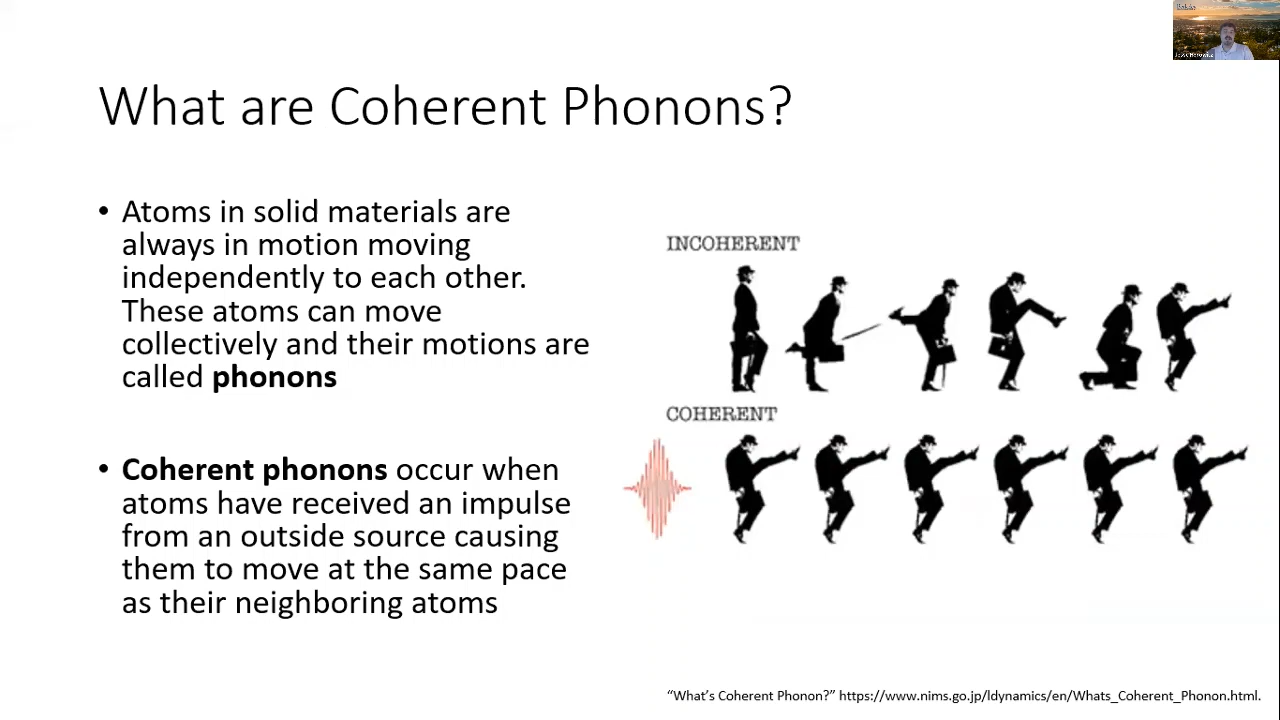 What are Coherent Phonons?
• Atoms in solid materials are
always in motion moving
independently to each other.
These atoms can move
collectively and their motions are
called phonons
• Coherent phonons occur when
atoms have received an impulse
from an outside source causing
them to move at the same pace
as their neighboring atoms
INCOHERENT
COHERENT
“What’s Coherent Phonon?” https://www.nims.go.jp/ldynamics/en/Whats_Coherent_Phonon.html.